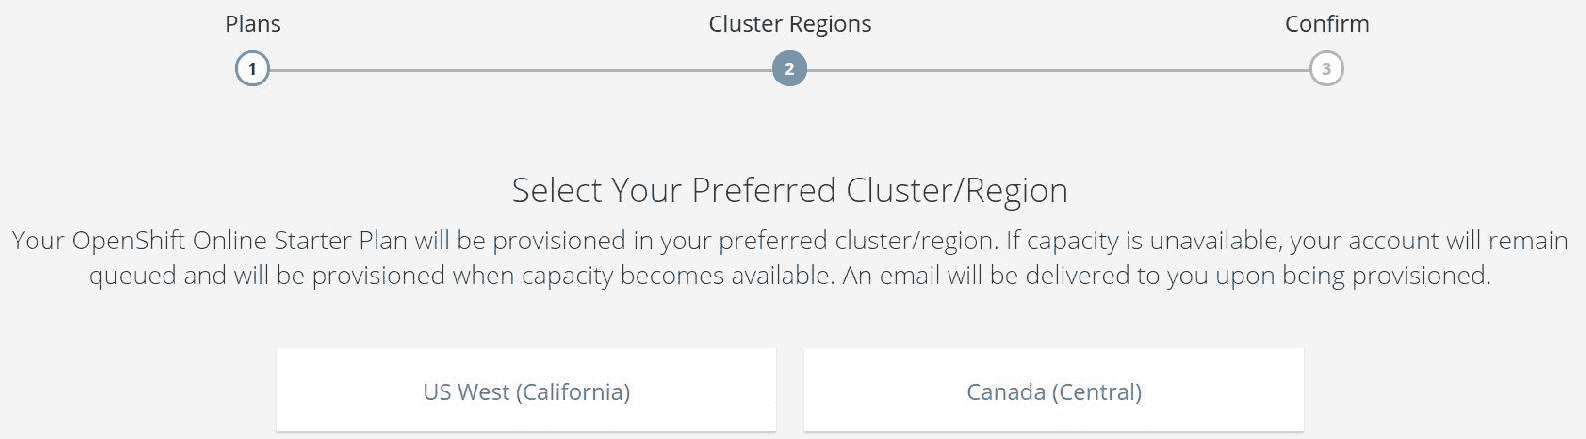 Plans Cluster Regions Confirm
1 2 3
Select Your Preferred Cluster/Region
Your OpenShift Online Starter Plan will be provisioned in your preferred cluster/region. If capacity is unavailable, your account will remain
queued and will be provisioned when capacity becomes available. An email will be delivered to you upon being provisioned.
US West (California) Canada (Central)